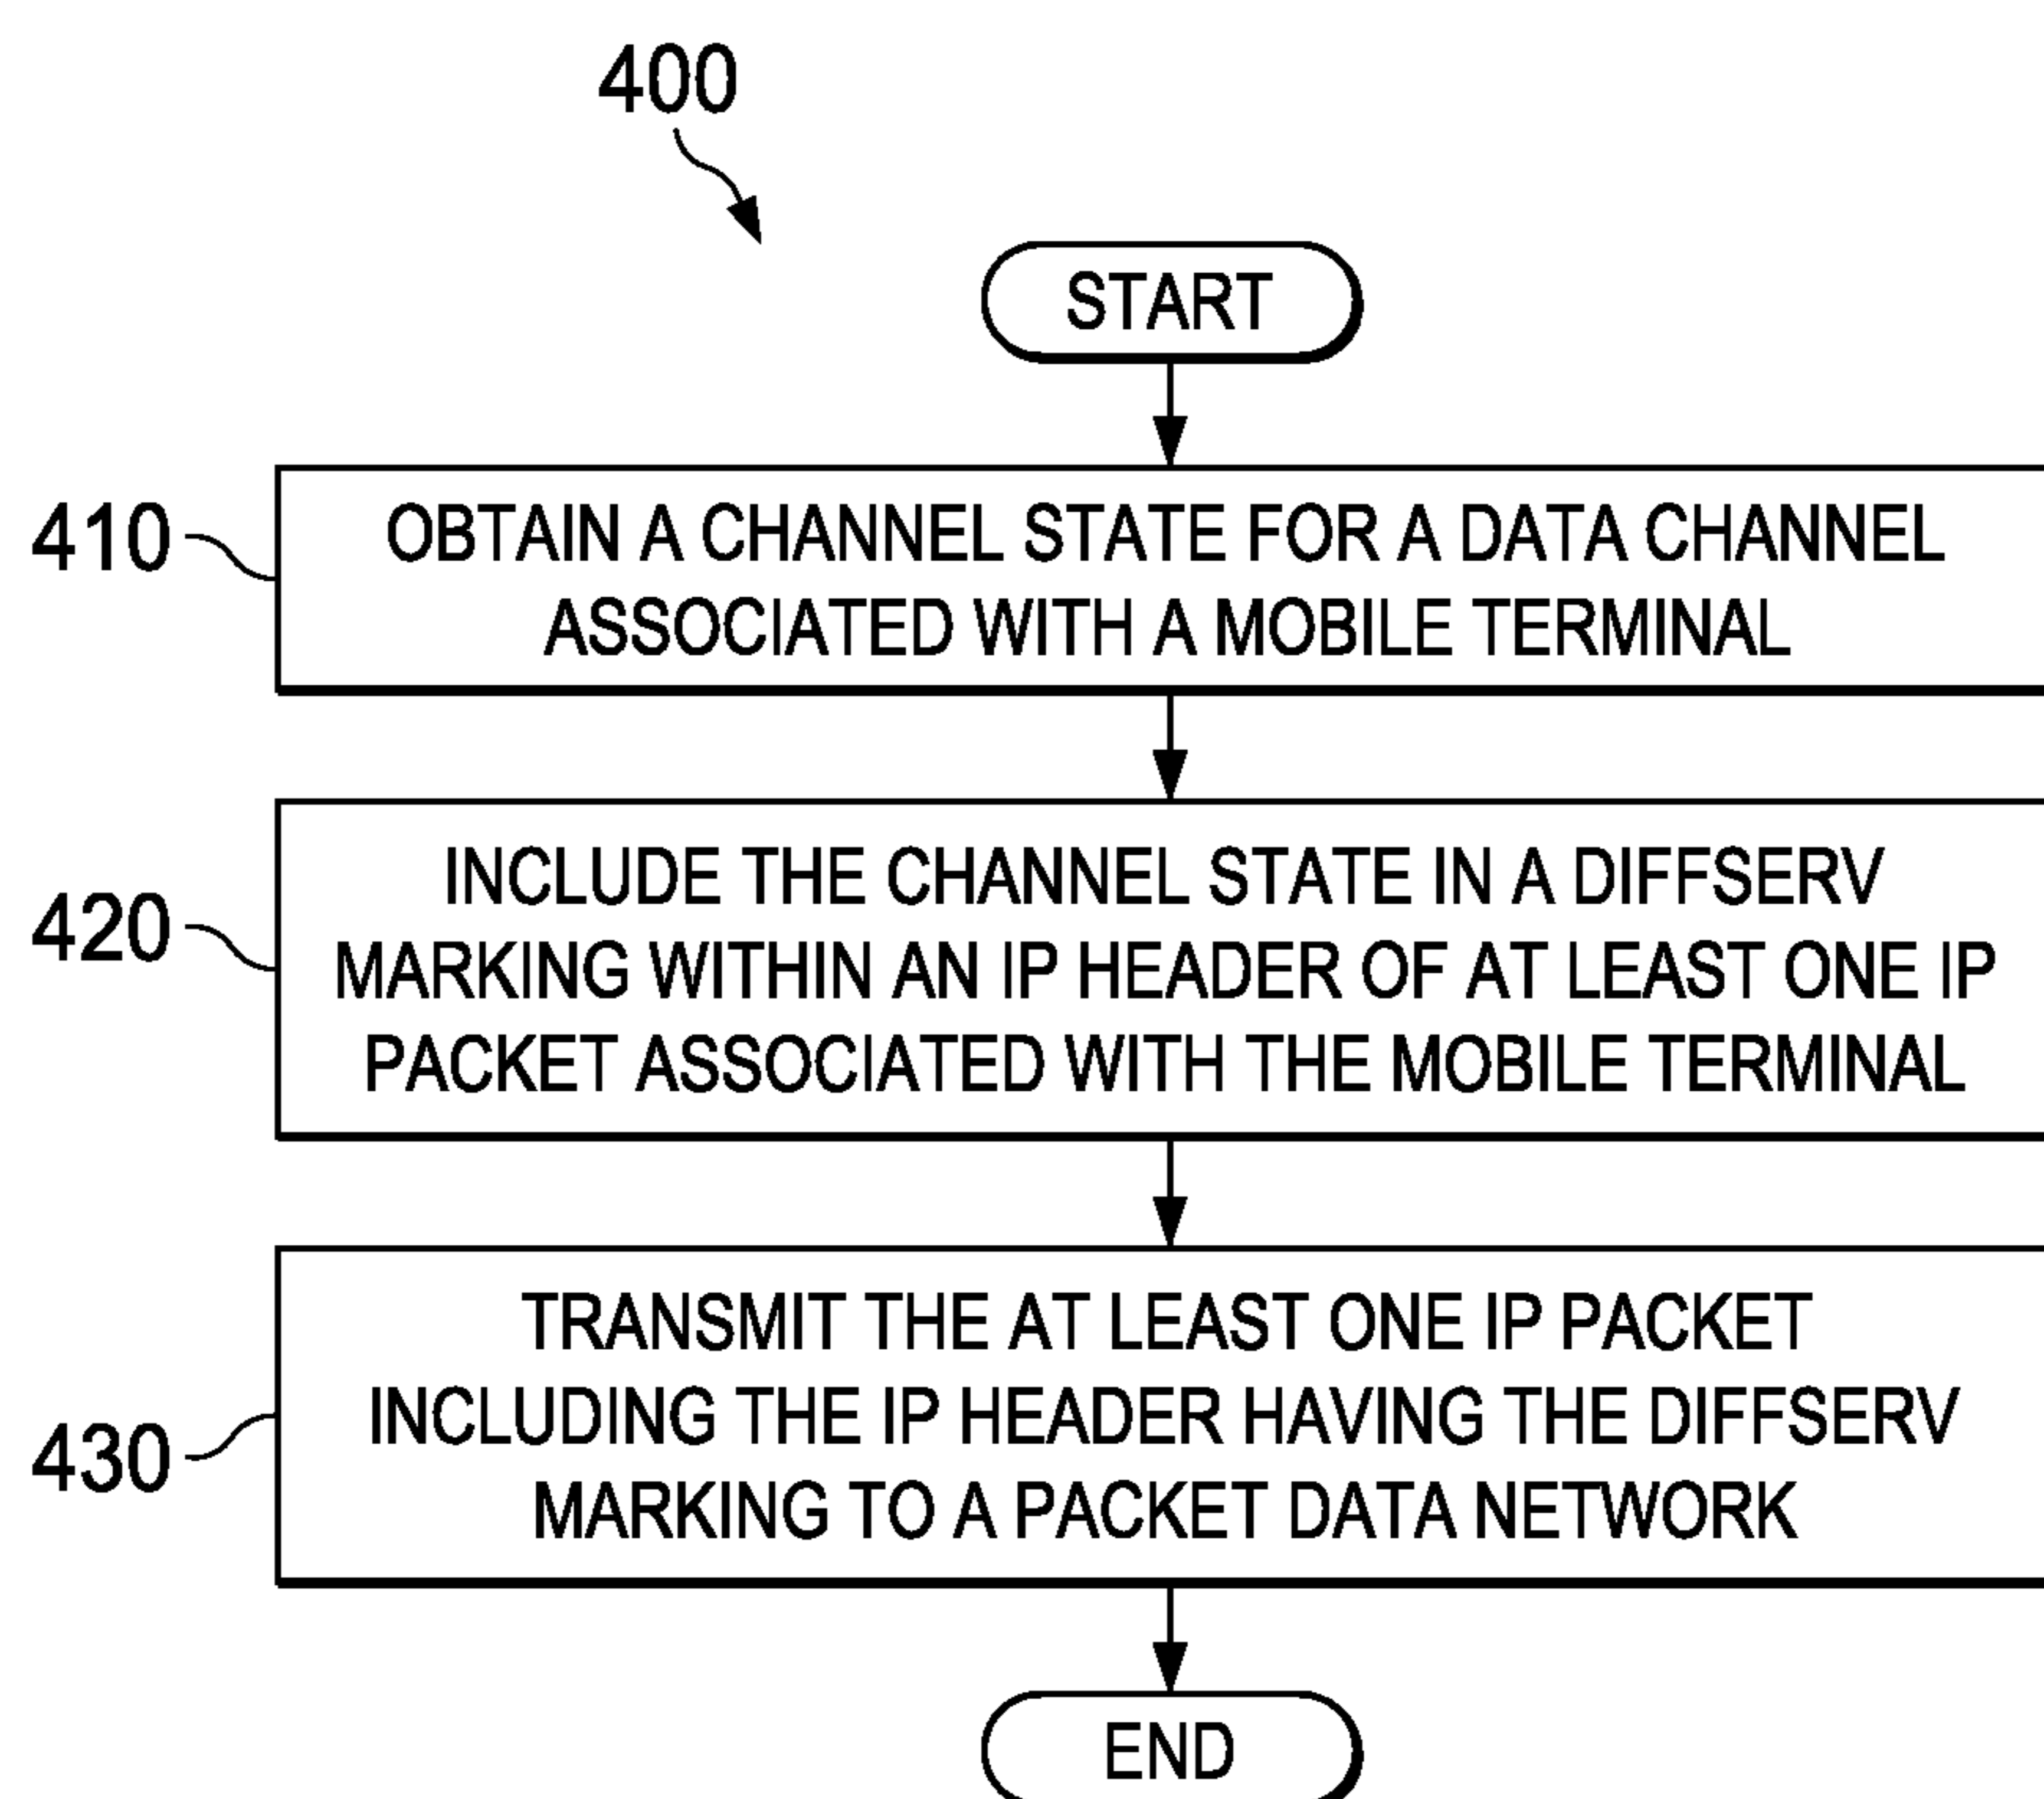 400
START
410
OBTAIN A CHANNEL STATE FOR A DATA CHANNEL
ASSOCIATED WITH A MOBILE TERMINAL
420
INCLUDE THE CHANNEL STATE IN A DIFFSERV
MARKING WITHIN AN IP HEADER OF AT LEAST ONE IP
PACKET ASSOCIATED WITH THE MOBILE TERMINAL
430
TRANSMIT THE AT LEAST ONE IP PACKET
INCLUDING THE IP HEADER HAVING THE DIFFSERV
MARKING TO A PACKET DATA NETWORK
END